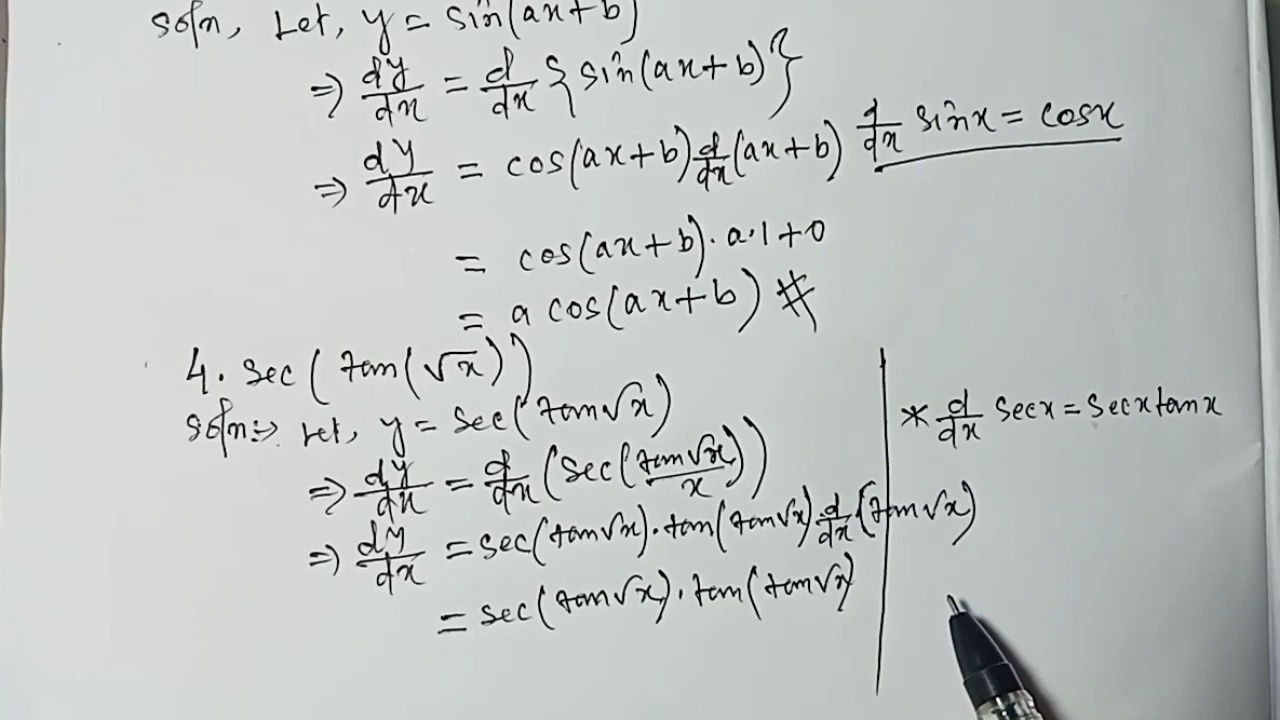 Soln, Let, y = sin(ax+b)
⇒ dy/dx = d/dx {sin(ax+b)}
⇒ dy/dx = cos(ax+b) d/dx (ax+b) d/dx sinx = cosx
= cos(ax+b)·a·1+0
= a cos(ax+b) #
4. sec(tan(√x))
Soln:⇒ Let, y = sec(tan√x)
* d/dx secx = secx tanx
⇒ dy/dx = d/dx (sec(tan√x))
x
⇒ dy/dx = sec(tan√x)·tan(tan√x) d/dx (tan√x)
= sec(tan√x)·tan(tan√x)